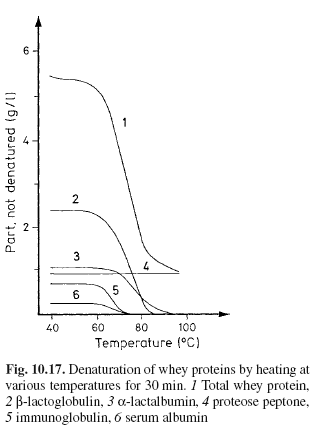 Part. not denatured (g/l)
6
4
2
1
2
3
4
5
6
40 60 80 100
Temperature (°C)
Fig. 10.17. Denaturation of whey proteins by heating at
various temperatures for 30 min. 1 Total whey protein,
2 β-lactoglobulin, 3 α-lactalbumin, 4 proteose peptone,
5 immunoglobulin, 6 serum albumin